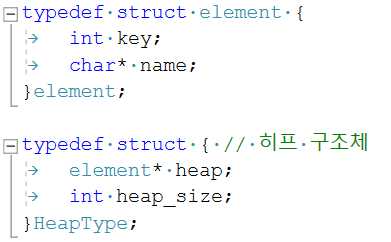 typedef struct element {
int key;
char* name;
}element;
typedef struct { // 히프 구조체
element* heap;
int heap_size;
}HeapType;